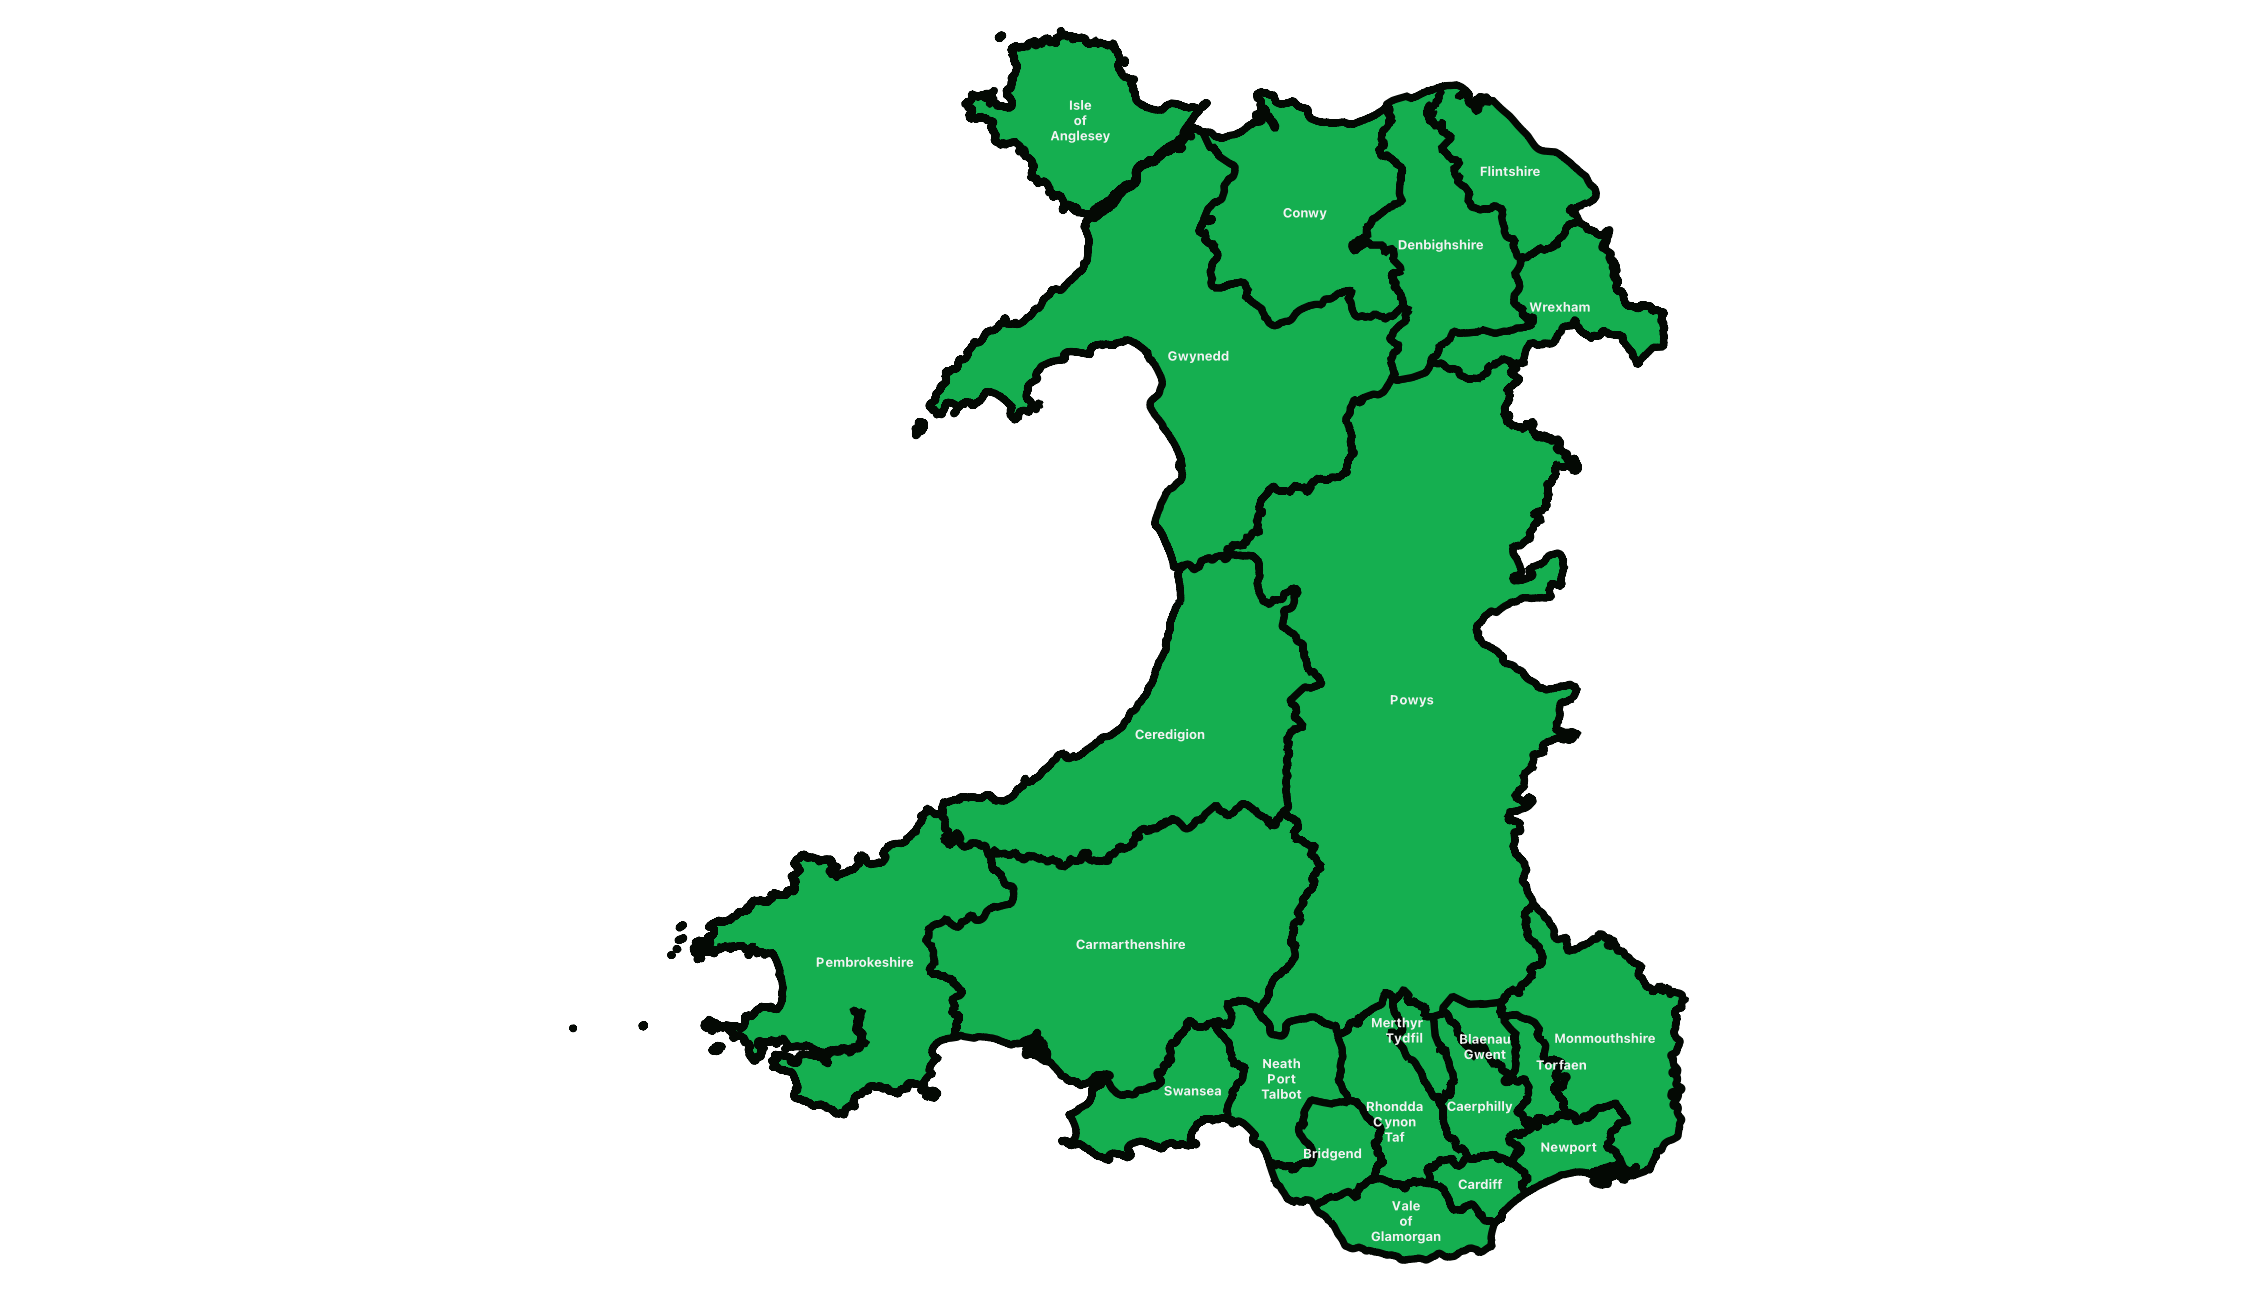 Isle
of
Anglesey
Flintshire
Conwy
Denbighshire
Wrexham
Gwynedd
Powys
Ceredigion
Carmarthenshire
Pembrokeshire
Merthyr
Tydfil
Blaenau
Gwent
Monmouthshire
Torfaen
Neath
Port
Talbot
Swansea
Rhondda
Cynon
Taf
Caerphilly
Newport
Bridgend
Cardiff
Vale
of
Glamorgan